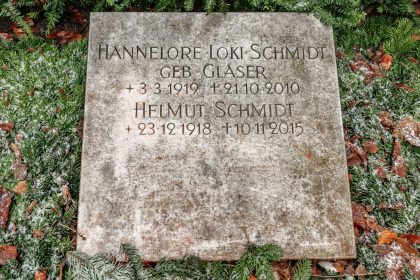 HANNELORE LOKI SCHMIDT
GEB. GLASER
+ 3·3·1919 † 21·10·2010
HELMUT SCHMIDT
+ 23·12·1918 † 10·11·2015